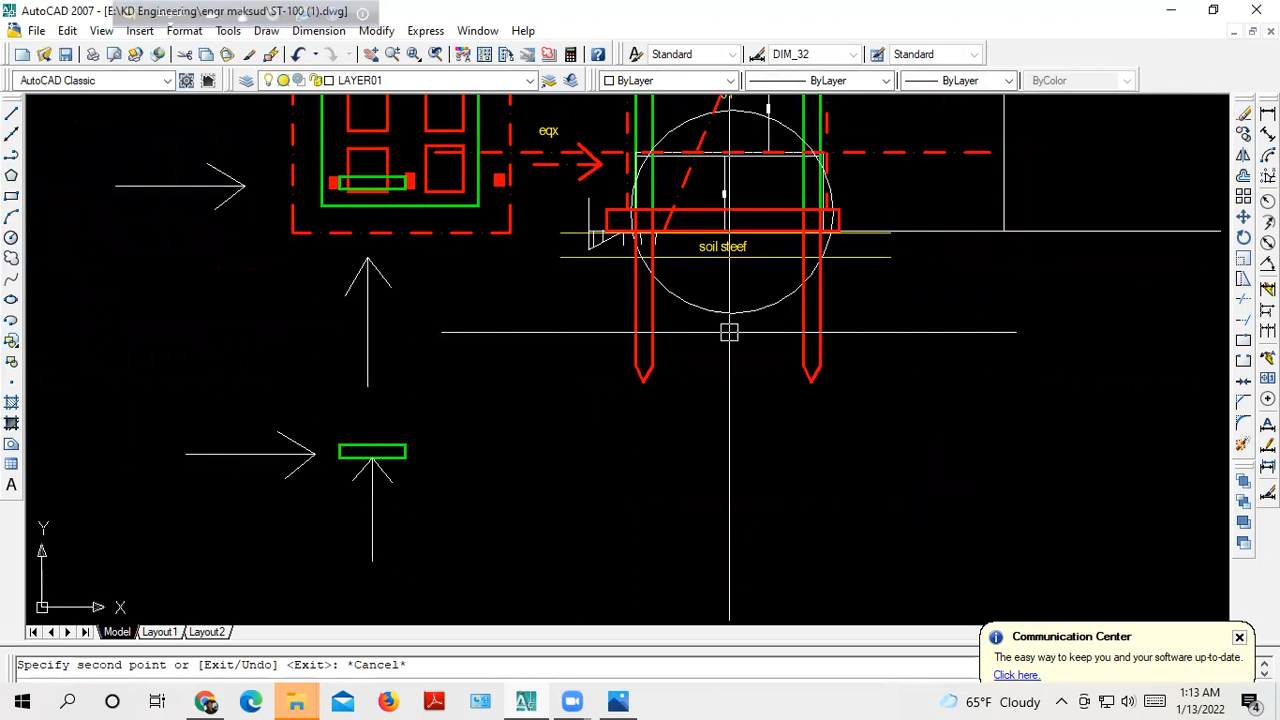 AutoCAD 2007 - [E:\KD Engineering\engr maksud\ST-100 (1).dwg]
File Edit View Insert Format Tools Draw Dimension Modify Express Window Help
Standard DIM_32 Standard
AutoCAD Classic LAYER01 ByLayer ByLayer ByLayer ByColor
eqx
soil steef
Y
X
A
A
Model Layout1 Layout2
Communication Center
The easy way to keep you and your software up-to-date.
Click here.
Specify second point or [Exit/Undo] <Exit>: *Cancel*
65°F Cloudy
1:13 AM
1/13/2022
4